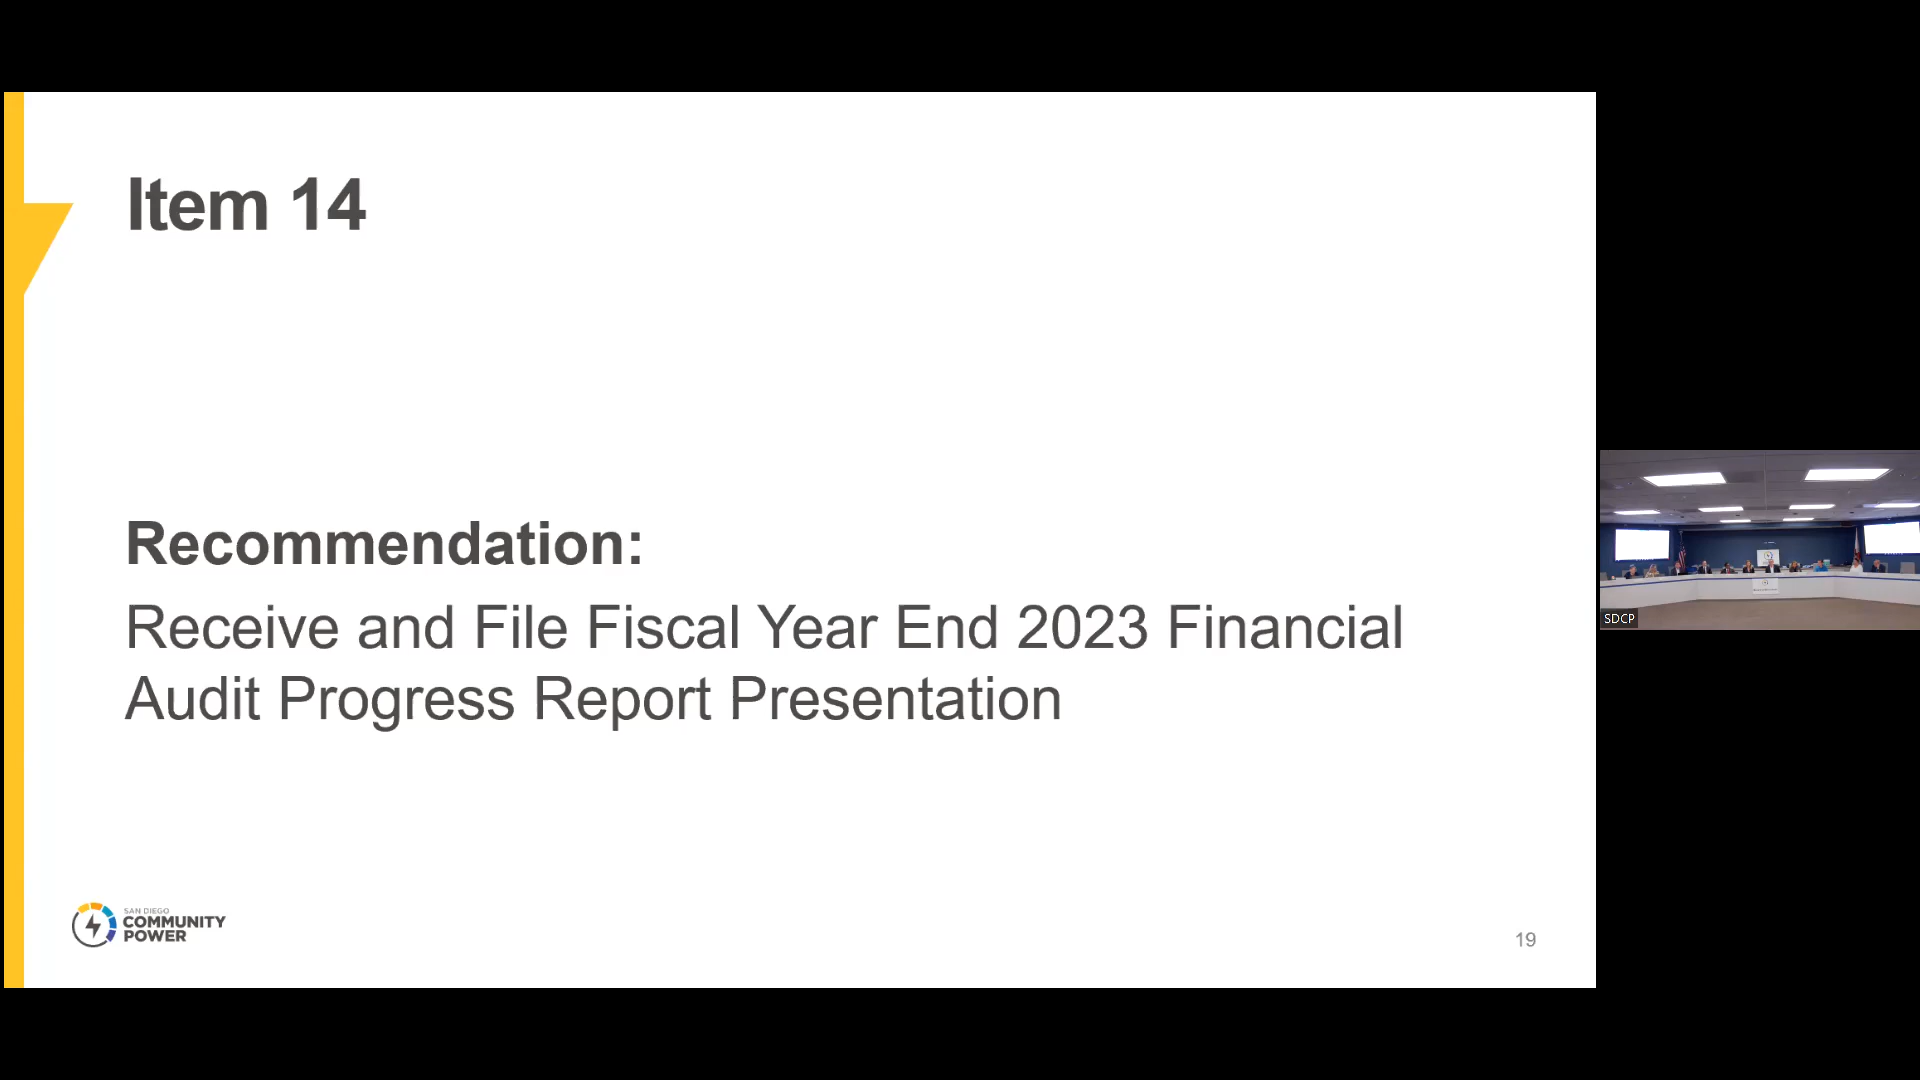 Item 14
Recommendation:
Receive and File Fiscal Year End 2023 Financial
Audit Progress Report Presentation
SAN DIEGO
COMMUNITY
POWER
19
SDCP